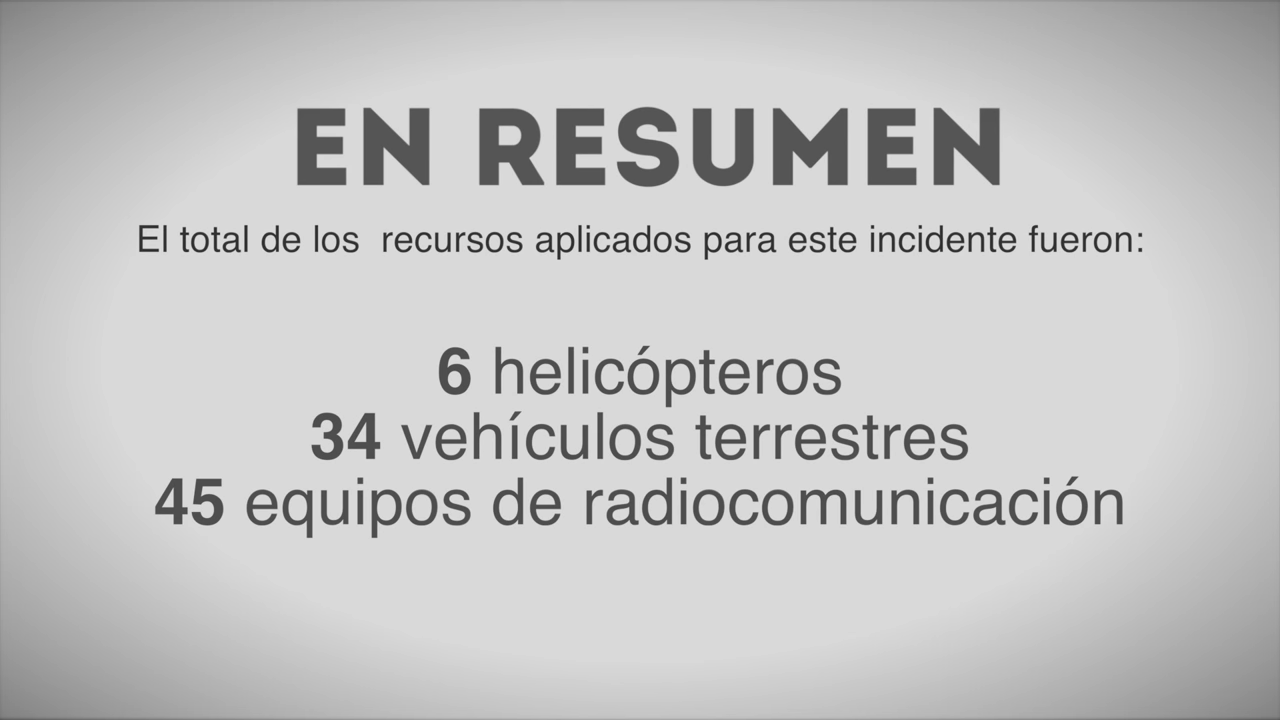 EN RESUMEN
El total de los  recursos aplicados para este incidente fueron:
6 helicópteros
34 vehículos terrestres
45 equipos de radiocomunicación